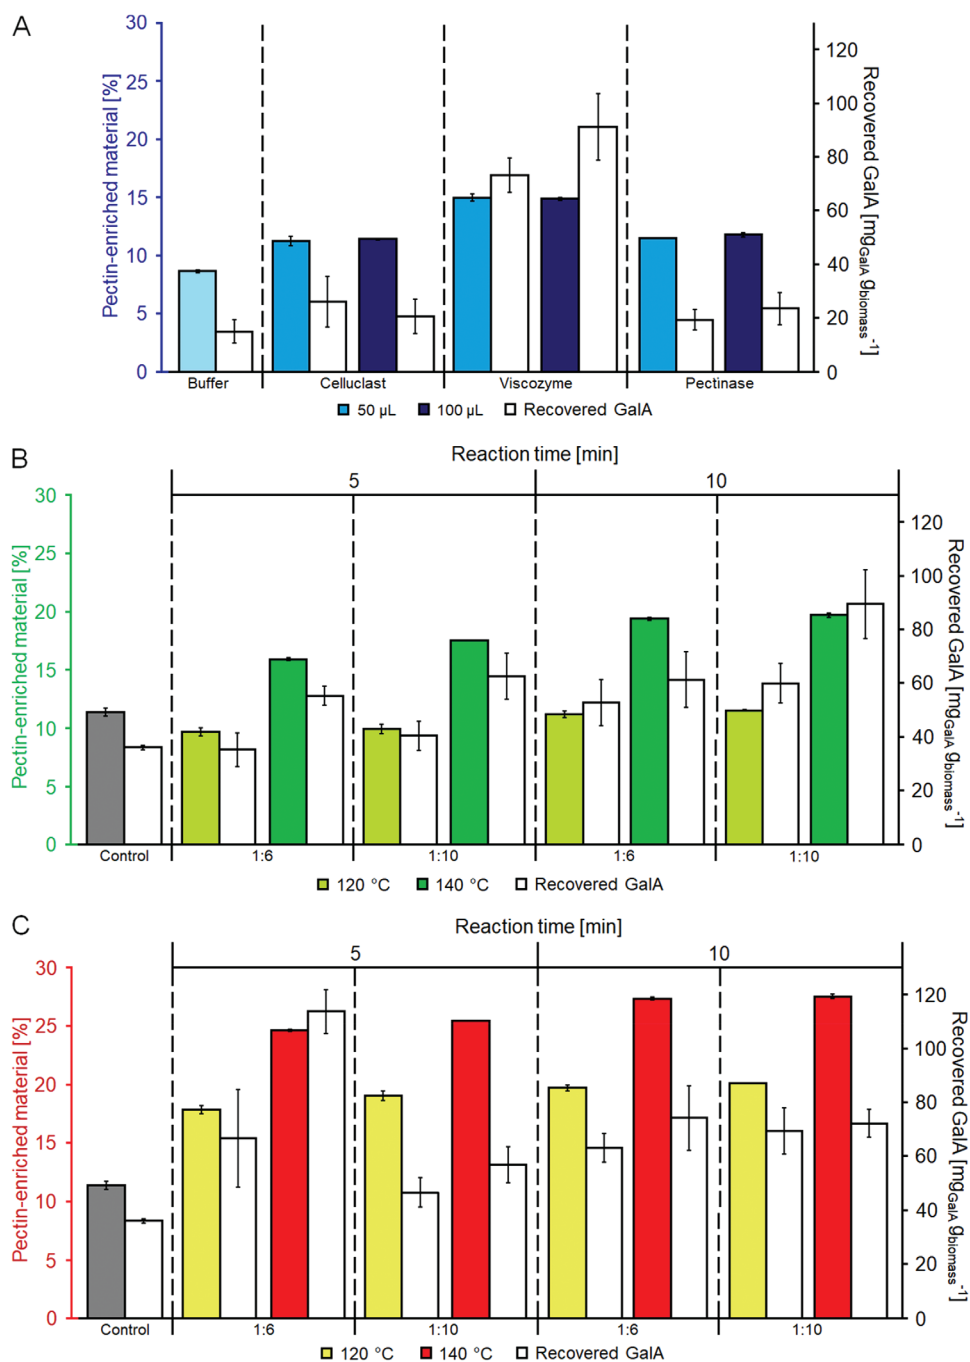 A
Pectin-enriched material [%]
30
25
20
15
10
5
0
120
100
80
60
40
20
0
Recovered GalA [mgGalA gbiomass-1]
Buffer Celluclast Viscozyme Pectinase
50 µL 100 µL Recovered GalA
B
Reaction time [min]
5 10
Pectin-enriched material [%]
30
25
20
15
10
5
0
120
100
80
60
40
20
0
Recovered GalA [mgGalA gbiomass-1]
Control 1:6 1:10 1:6 1:10
120 °C 140 °C Recovered GalA
C
Reaction time [min]
5 10
Pectin-enriched material [%]
30
25
20
15
10
5
0
120
100
80
60
40
20
0
Recovered GalA [mgGalA gbiomass-1]
Control 1:6 1:10 1:6 1:10
120 °C 140 °C Recovered GalA